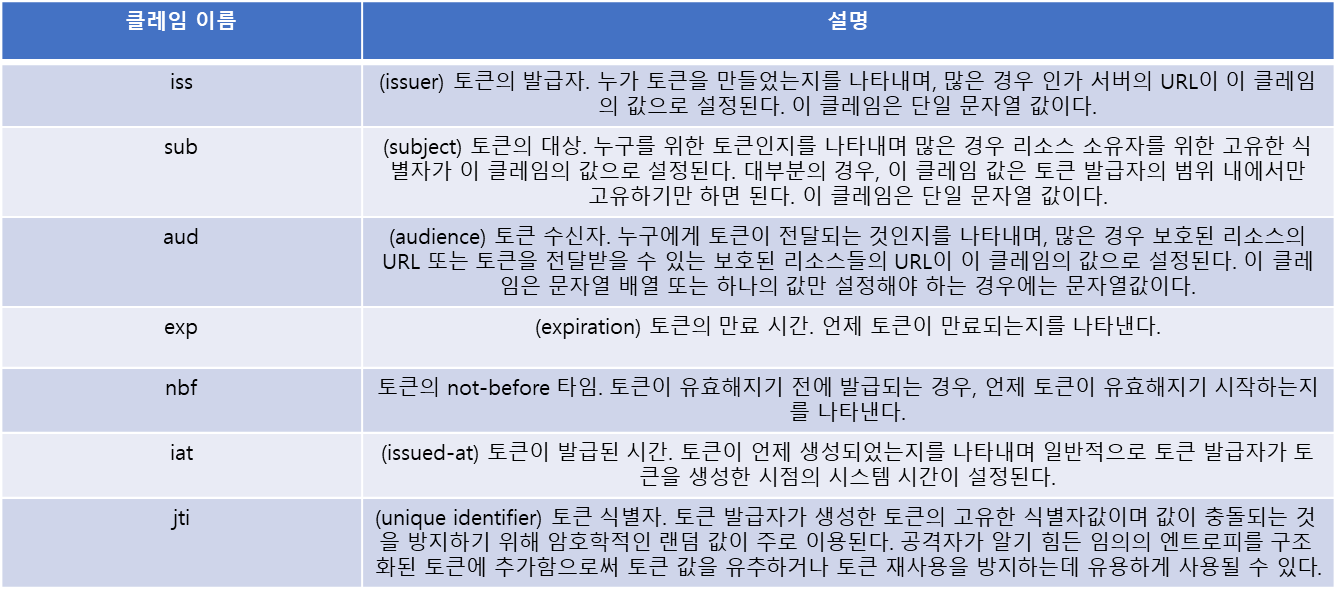 클레임 이름
설명
iss
(issuer) 토큰의 발급자. 누가 토큰을 만들었는지를 나타내며, 많은 경우 인가 서버의 URL이 이 클레임
의 값으로 설정된다. 이 클레임은 단일 문자열 값이다.
sub
(subject) 토큰의 대상. 누구를 위한 토큰인지를 나타내며 많은 경우 리소스 소유자를 위한 고유한 식
별자가 이 클레임의 값으로 설정된다. 대부분의 경우, 이 클레임 값은 토큰 발급자의 범위 내에서만
고유하기만 하면 된다. 이 클레임은 단일 문자열 값이다.
aud
(audience) 토큰 수신자. 누구에게 토큰이 전달되는 것인지를 나타내며, 많은 경우 보호된 리소스의
URL 또는 토큰을 전달받을 수 있는 보호된 리소스들의 URL이 이 클레임의 값으로 설정된다. 이 클레
임은 문자열 배열 또는 하나의 값만 설정해야 하는 경우에는 문자열값이다.
exp
(expiration) 토큰의 만료 시간. 언제 토큰이 만료되는지를 나타낸다.
nbf
토큰의 not-before 타임. 토큰이 유효해지기 전에 발급되는 경우, 언제 토큰이 유효해지기 시작하는지
를 나타낸다.
iat
(issued-at) 토큰이 발급된 시간. 토큰이 언제 생성되었는지를 나타내며 일반적으로 토큰 발급자가 토
큰을 생성한 시점의 시스템 시간이 설정된다.
jti
(unique identifier) 토큰 식별자. 토큰 발급자가 생성한 토큰의 고유한 식별자값이며 값이 충돌되는 것
을 방지하기 위해 암호학적인 랜덤 값이 주로 이용된다. 공격자가 알기 힘든 임의의 엔트로피를 구조
화된 토큰에 추가함으로써 토큰 값을 유추하거나 토큰 재사용을 방지하는데 유용하게 사용될 수 있다.